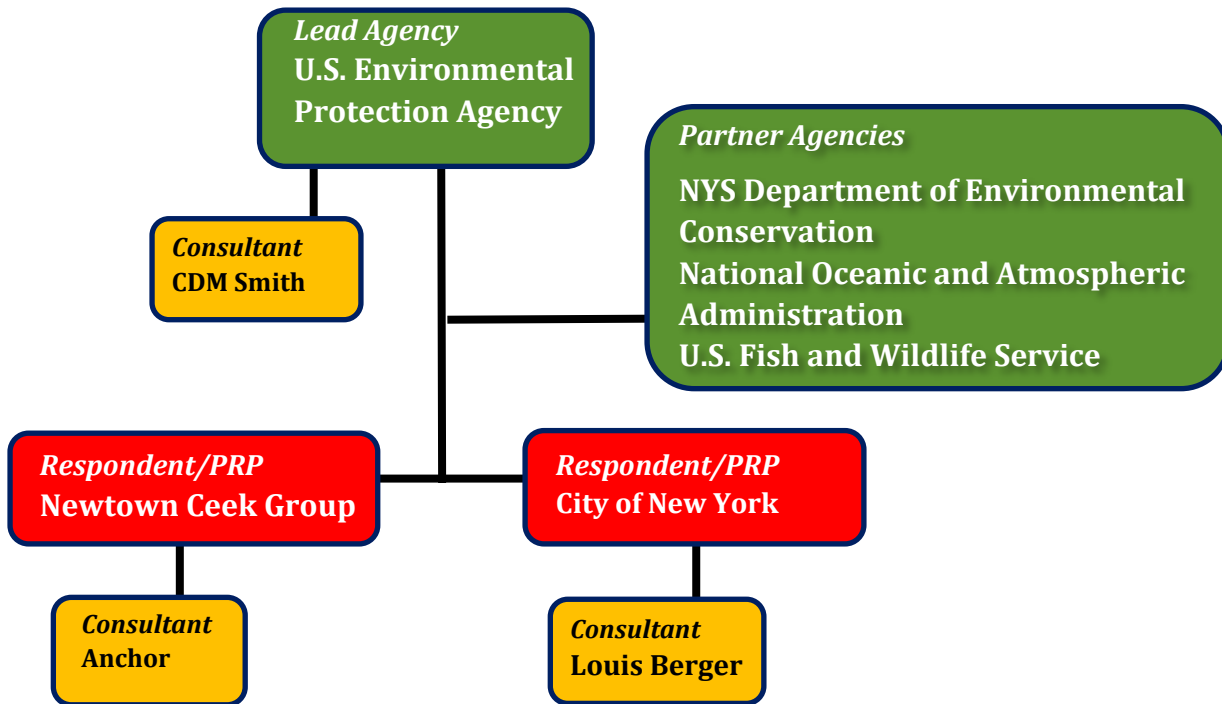 Lead Agency
U.S. Environmental
Protection Agency
Partner Agencies
NYS Department of Environmental
Conservation
National Oceanic and Atmospheric
Administration
U.S. Fish and Wildlife Service
Consultant
CDM Smith
Respondent/PRP
Newtown Ceek Group
Respondent/PRP
City of New York
Consultant
Anchor
Consultant
Louis Berger